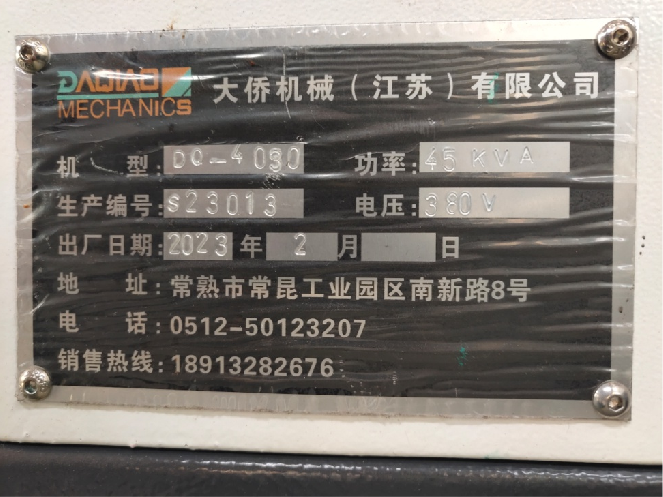 DAQIAO
MECHANICS
大侨机械（江苏）有限公司
机 型: DQ-4030 功率: 45 KVA
生产编号: S23013 电压: 380V
出厂日期: 2023 年 2 月 日
地 址: 常熟市常昆工业园区南新路8号
电 话: 0512-50123207
销售热线: 18913282676